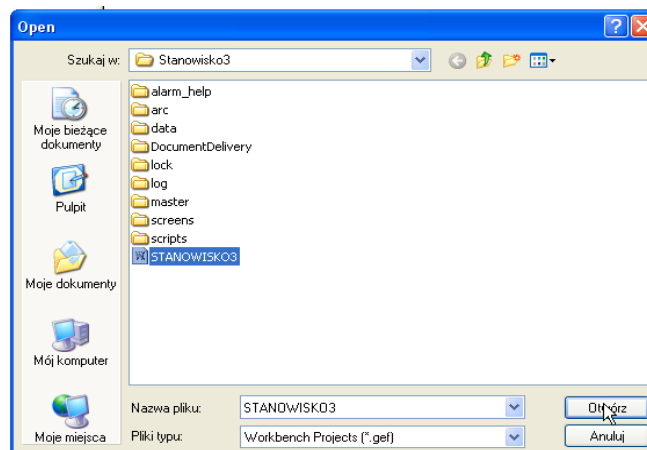 Open
Szukaj w:
Stanowisko3
alarm_help
arc
data
DocumentDelivery
lock
log
master
screens
scripts
STANOWISKO3
Moje bieżące
dokumenty
Pulpit
Moje dokumenty
Mój komputer
Moje miejsca
Nazwa pliku:
STANOWISKO3
Otwórz
Pliki typu:
Workbench Projects (*.gef)
Anuluj